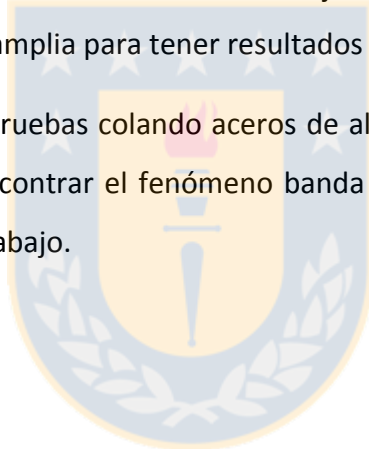 amplia para tener resultados
ruebas colando aceros de al
contrar el fenómeno banda
abajo.